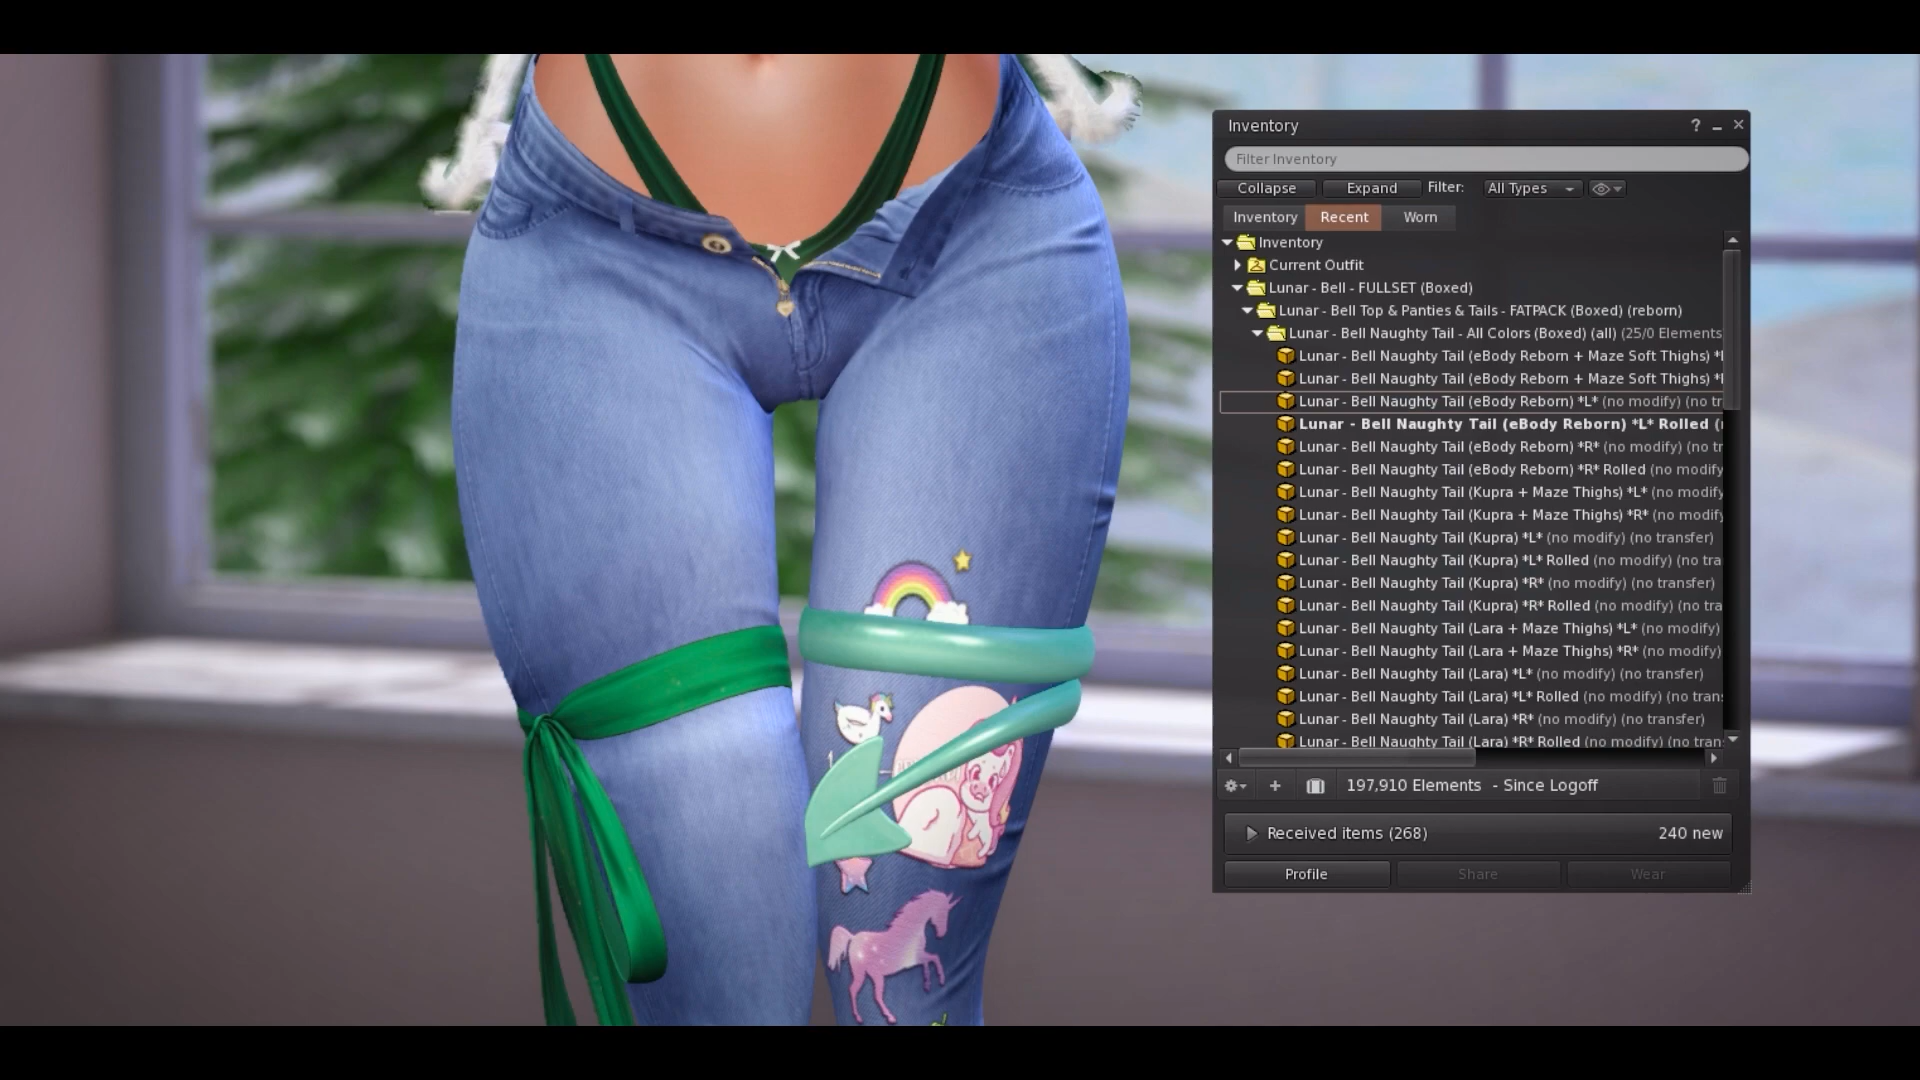 Inventory
? _ ×
Filter Inventory
Collapse Expand Filter: All Types
Inventory Recent Worn
Inventory
Current Outfit
Lunar - Bell - FULLSET (Boxed)
Lunar - Bell Top & Panties & Tails - FATPACK (Boxed) (reborn)
Lunar - Bell Naughty Tail - All Colors (Boxed) (all) (25/0 Elements
Lunar - Bell Naughty Tail (eBody Reborn + Maze Soft Thighs)
Lunar - Bell Naughty Tail (eBody Reborn + Maze Soft Thighs)
Lunar - Bell Naughty Tail (eBody Reborn) *L* (no modify) (no tr
Lunar - Bell Naughty Tail (eBody Reborn) *L* Rolled (
Lunar - Bell Naughty Tail (eBody Reborn) *R* (no modify) (no tr
Lunar - Bell Naughty Tail (eBody Reborn) *R* Rolled (no modify
Lunar - Bell Naughty Tail (Kupra + Maze Thighs) *L* (no modify
Lunar - Bell Naughty Tail (Kupra + Maze Thighs) *R* (no modify
Lunar - Bell Naughty Tail (Kupra) *L* (no modify) (no transfer)
Lunar - Bell Naughty Tail (Kupra) *L* Rolled (no modify) (no tra
Lunar - Bell Naughty Tail (Kupra) *R* (no modify) (no transfer)
Lunar - Bell Naughty Tail (Kupra) *R* Rolled (no modify) (no tra
Lunar - Bell Naughty Tail (Lara + Maze Thighs) *L* (no modify)
Lunar - Bell Naughty Tail (Lara + Maze Thighs) *R* (no modify)
Lunar - Bell Naughty Tail (Lara) *L* (no modify) (no transfer)
Lunar - Bell Naughty Tail (Lara) *L* Rolled (no modify) (no tran
Lunar - Bell Naughty Tail (Lara) *R* (no modify) (no transfer)
Lunar - Bell Naughty Tail (Lara) *R* Rolled (no modify) (no tran
197,910 Elements - Since Logoff
Received items (268) 240 new
Profile Share Wear